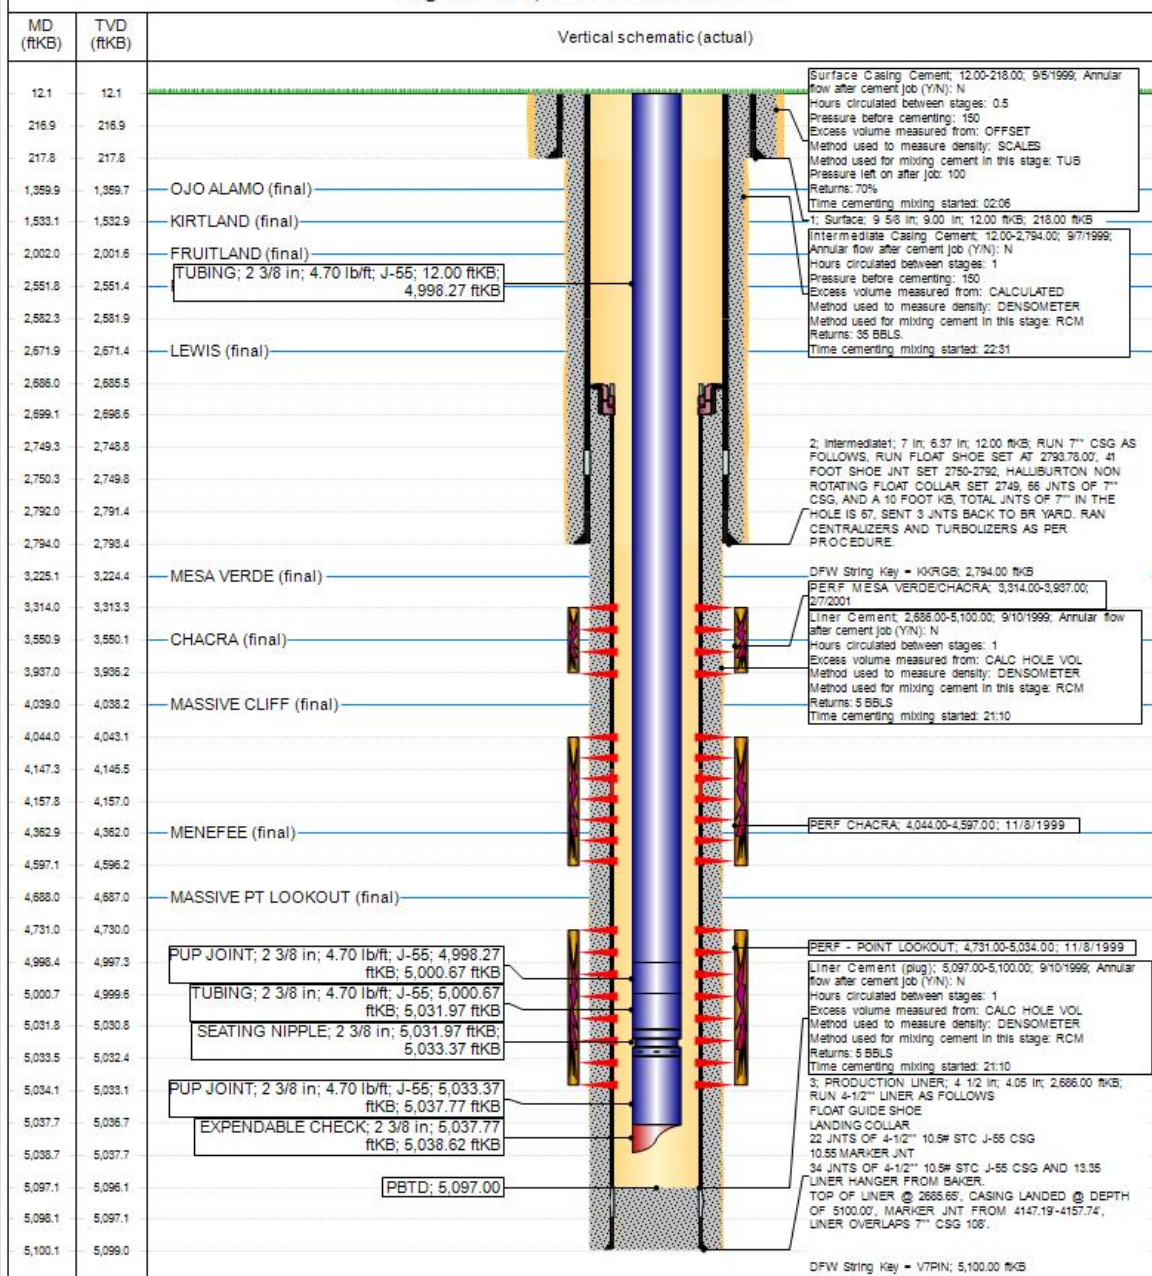 MD
(ftKB)
TVD
(ftKB)
Vertical schematic (actual)
12.1 12.1
216.9 216.9
217.8 217.8
1,359.9 1,359.7
1,533.1 1,532.9
2,002.0 2,001.6
2,551.8 2,551.4
2,582.3 2,581.9
2,671.9 2,671.4
2,686.0 2,685.5
2,699.1 2,698.6
2,749.3 2,748.8
2,750.3 2,749.8
2,792.0 2,791.4
2,794.0 2,793.4
3,225.1 3,224.4
3,314.0 3,313.3
3,550.9 3,550.1
3,937.0 3,936.2
4,039.0 4,038.2
4,044.0 4,043.1
4,147.3 4,146.5
4,157.8 4,157.0
4,362.9 4,362.0
4,597.1 4,596.2
4,688.0 4,687.0
4,731.0 4,730.0
4,998.4 4,997.3
5,000.7 4,999.6
5,031.8 5,030.8
5,033.5 5,032.4
5,034.1 5,033.1
5,037.7 5,036.7
5,038.7 5,037.7
5,097.1 5,096.1
5,098.1 5,097.1
5,100.1 5,099.0
OJO ALAMO (final)
KIRTLAND (final)
FRUITLAND (final)
TUBING; 2 3/8 in; 4.70 lb/ft; J-55; 12.00 ftKB;
4,998.27 ftKB
LEWIS (final)
MESA VERDE (final)
CHACRA (final)
MASSIVE CLIFF (final)
MENEFEE (final)
MASSIVE PT LOOKOUT (final)
PUP JOINT; 2 3/8 in; 4.70 lb/ft; J-55; 4,998.27
ftKB; 5,000.67 ftKB
TUBING; 2 3/8 in; 4.70 lb/ft; J-55; 5,000.67
ftKB; 5,031.97 ftKB
SEATING NIPPLE; 2 3/8 in; 5,031.97 ftKB;
5,033.37 ftKB
PUP JOINT; 2 3/8 in; 4.70 lb/ft; J-55; 5,033.37
ftKB; 5,037.77 ftKB
EXPENDABLE CHECK; 2 3/8 in; 5,037.77
ftKB; 5,038.62 ftKB
PBTD; 5,097.00
Surface Casing Cement; 12.00-218.00; 9/5/1999; Annular
flow after cement job (Y/N): N
Hours circulated between stages: 0.5
Pressure before cementing: 150
Excess volume measured from: OFFSET
Method used to measure density: SCALES
Method used for mixing cement in this stage: TUB
Pressure left on after job: 100
Returns: 70%
Time cementing mixing started: 02:06
1; Surface; 9 5/8 in; 9.00 in; 12.00 ftKB; 218.00 ftKB
Intermediate Casing Cement; 12.00-2,794.00; 9/7/1999;
Annular flow after cement job (Y/N): N
Hours circulated between stages: 1
Pressure before cementing: 150
Excess volume measured from: CALCULATED
Method used to measure density: DENSOMETER
Method used for mixing cement in this stage: RCM
Returns: 35 BBLS.
Time cementing mixing started: 22:31
2; Intermediate1; 7 in; 6.37 in; 12.00 ftKB; RUN 7"" CSG AS
FOLLOWS, RUN FLOAT SHOE SET AT 2793.78.00', 41
FOOT SHOE JNT SET 2750-2792, HALLIBURTON NON
ROTATING FLOAT COLLAR SET 2749, 66 JNTS OF 7""
CSG, AND A 10 FOOT KB, TOTAL JNTS OF 7"" IN THE
HOLE IS 67, SENT 3 JNTS BACK TO BR YARD. RAN
CENTRALIZERS AND TURBOLIZERS AS PER
PROCEDURE.
DFW String Key = KKRGB; 2,794.00 ftKB
PERF MESA VERDE/CHACRA; 3,314.00-3,937.00;
2/7/2001
Liner Cement; 2,686.00-5,100.00; 9/10/1999; Annular flow
after cement job (Y/N): N
Hours circulated between stages: 1
Excess volume measured from: CALC HOLE VOL
Method used to measure density: DENSOMETER
Method used for mixing cement in this stage: RCM
Returns: 5 BBLS
Time cementing mixing started: 21:10
PERF CHACRA; 4,044.00-4,597.00; 11/8/1999
PERF - POINT LOOKOUT; 4,731.00-5,034.00; 11/8/1999
Liner Cement (plug); 5,097.00-5,100.00; 9/10/1999; Annular
flow after cement job (Y/N): N
Hours circulated between stages: 1
Excess volume measured from: CALC HOLE VOL
Method used to measure density: DENSOMETER
Method used for mixing cement in this stage: RCM
Returns: 5 BBLS
Time cementing mixing started: 21:10
3; PRODUCTION LINER; 4 1/2 in; 4.05 in; 2,686.00 ftKB;
RUN 4-1/2"" LINER AS FOLLOWS
FLOAT GUIDE SHOE
LANDING COLLAR
22 JNTS OF 4-1/2"" 10.5# STC J-55 CSG
10.55 MARKER JNT
34 JNTS OF 4-1/2"" 10.5# STC J-55 CSG AND 13.35
LINER HANGER FROM BAKER.
TOP OF LINER @ 2685.65', CASING LANDED @ DEPTH
OF 5100.00', MARKER JNT FROM 4147.19'-4157.74',
LINER OVERLAPS 7"" CSG 108'.
DFW String Key = V7PIN; 5,100.00 ftKB